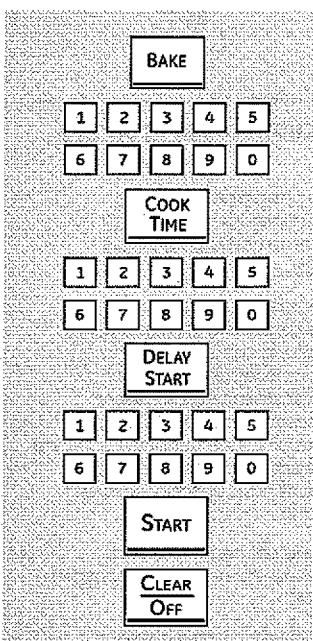 BAKE
1 2 3 4 5
6 7 8 9 0
COOK
TIME
1 2 3 4 5
6 7 8 9 0
DELAY
START
1 2 3 4 5
6 7 8 9 0
START
CLEAR
OFF